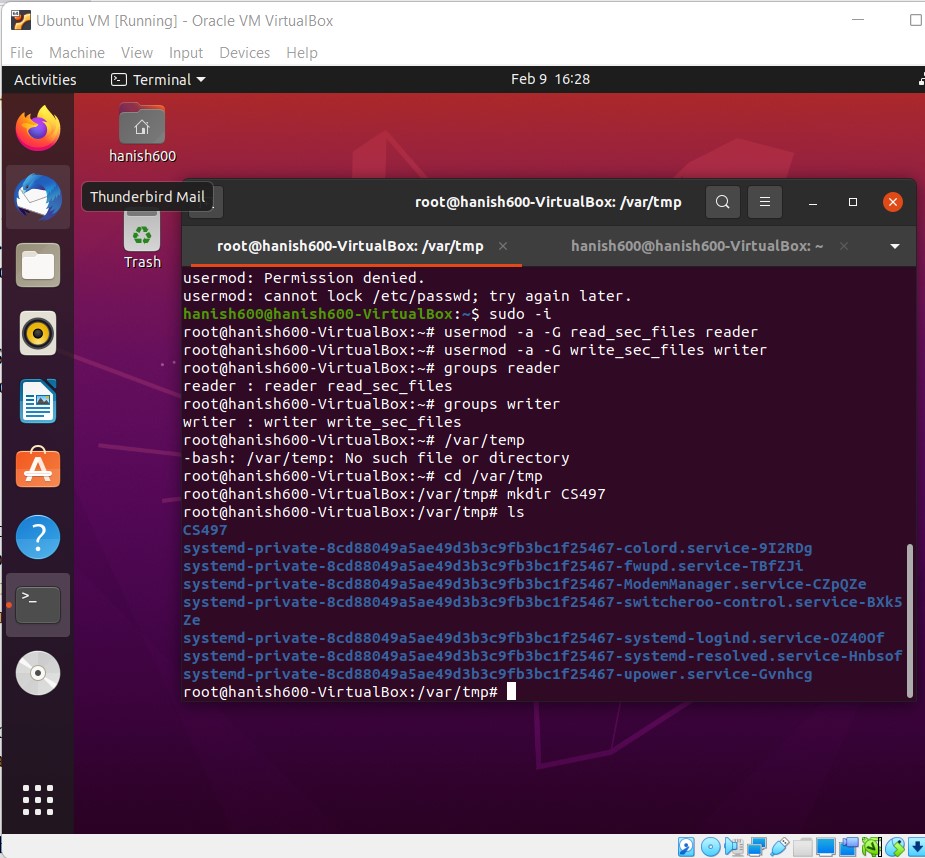 Ubuntu VM [Running] - Oracle VM VirtualBox
File Machine View Input Devices Help
Activities Terminal Feb 9 16:28
hanish600
Thunderbird Mail
Trash
root@hanish600-VirtualBox: /var/tmp
root@hanish600-VirtualBox: /var/tmp hanish600@hanish600-VirtualBox: ~
usermod: Permission denied.
usermod: cannot lock /etc/passwd; try again later.
hanish600@hanish600-VirtualBox:~$ sudo -i
root@hanish600-VirtualBox:~# usermod -a -G read_sec_files reader
root@hanish600-VirtualBox:~# usermod -a -G write_sec_files writer
root@hanish600-VirtualBox:~# groups reader
reader : reader read_sec_files
root@hanish600-VirtualBox:~# groups writer
writer : writer write_sec_files
root@hanish600-VirtualBox:~# /var/temp
-bash: /var/temp: No such file or directory
root@hanish600-VirtualBox:~# cd /var/tmp
root@hanish600-VirtualBox:/var/tmp# mkdir CS497
root@hanish600-VirtualBox:/var/tmp# ls
CS497
systemd-private-8cd88049a5ae49d3b3c9fb3bc1f25467-colord.service-9I2RDg
systemd-private-8cd88049a5ae49d3b3c9fb3bc1f25467-fwupd.service-TBfZJi
systemd-private-8cd88049a5ae49d3b3c9fb3bc1f25467-ModemManager.service-CZpQZe
systemd-private-8cd88049a5ae49d3b3c9fb3bc1f25467-switcheroo-control.service-BXk5
Ze
systemd-private-8cd88049a5ae49d3b3c9fb3bc1f25467-systemd-logind.service-OZ40Of
systemd-private-8cd88049a5ae49d3b3c9fb3bc1f25467-systemd-resolved.service-Hnbsof
systemd-private-8cd88049a5ae49d3b3c9fb3bc1f25467-upower.service-Gvnhcg
root@hanish600-VirtualBox:/var/tmp#